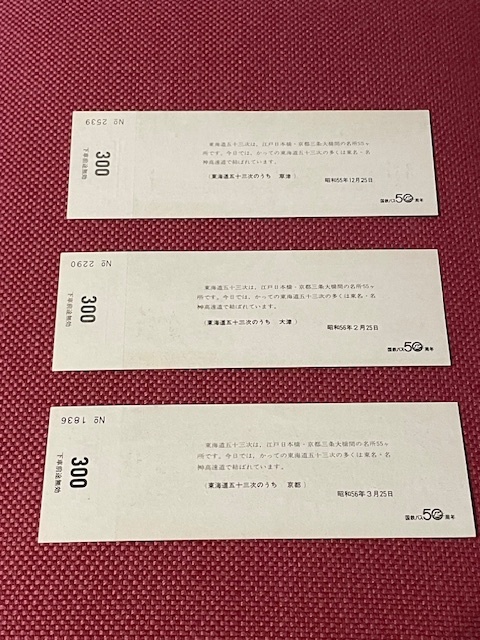 № 2539
300
下車前途無効
東海道五十三次は、江戸日本橋・京都三条大橋間の名所55ヶ
所です。今日では、かっての東海道五十三次の多くは東名・名
神高速道で結ばれています。
(東海道五十三次のうち 草津)
昭和55年12月25日
国鉄バス50周年
№ 2290
300
下車前途無効
東海道五十三次は、江戸日本橋・京都三条大橋間の名所55ヶ
所です。今日では、かっての東海道五十三次の多くは東名・名
神高速道で結ばれています。
(東海道五十三次のうち 大津)
昭和56年2月25日
国鉄バス50周年
№ 1836
300
下車前途無効
東海道五十三次は、江戸日本橋・京都三条大橋間の名所55ヶ
所です。今日では、かっての東海道五十三次の多くは東名・名
神高速道で結ばれています。
(東海道五十三次のうち 京都)
昭和56年3月25日
国鉄バス50周年